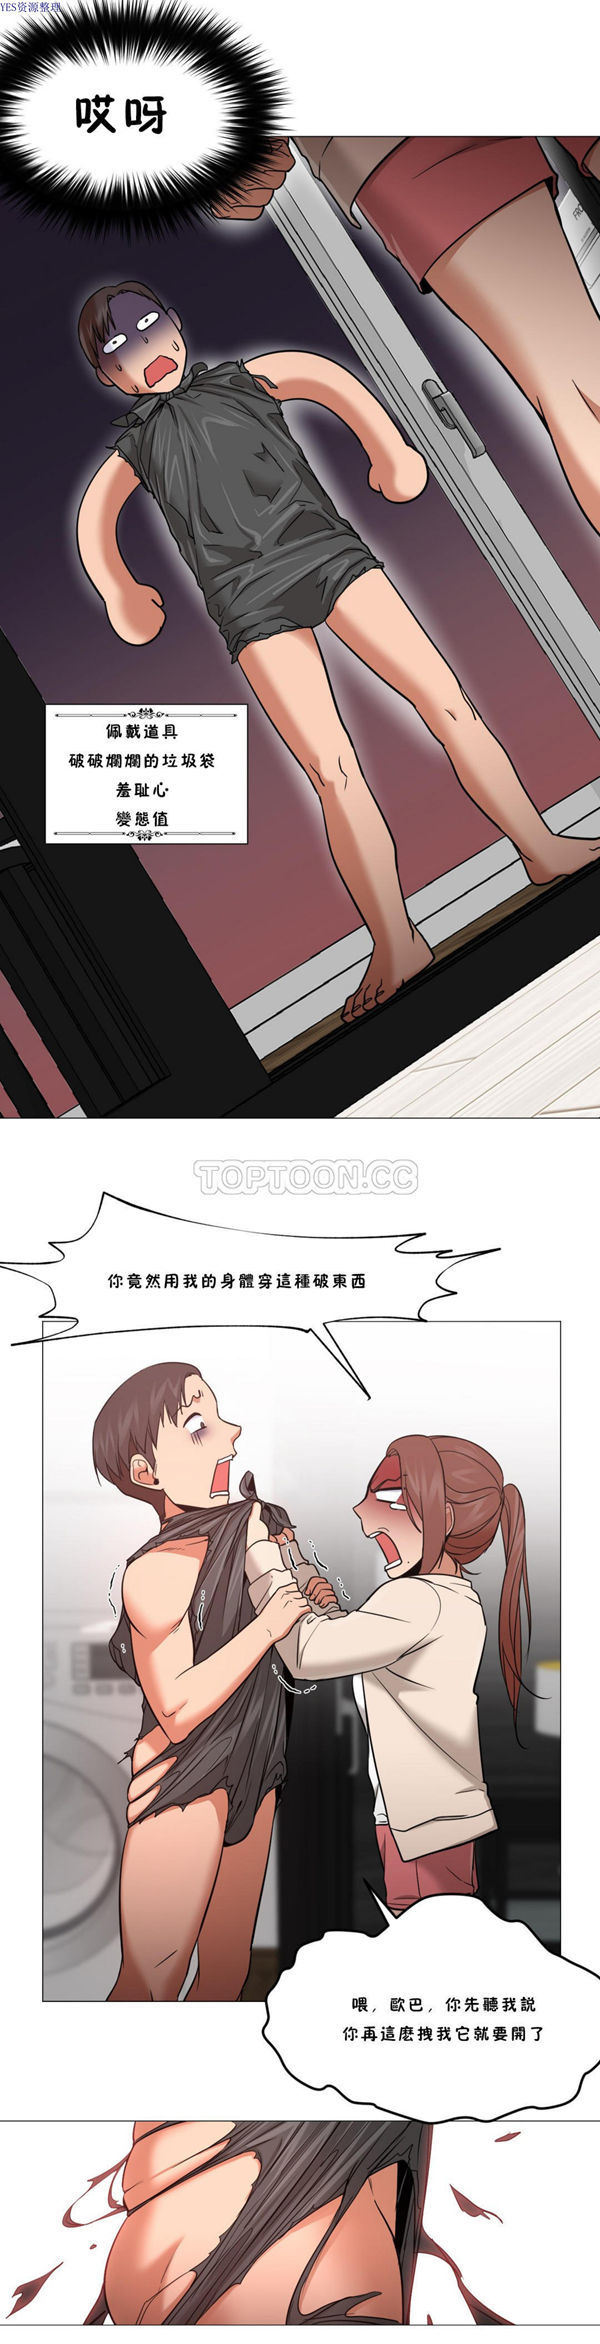 YES资源整理
哎呀
FRO
佩戴道具
破破爛爛的垃圾袋
羞耻心
變態值
TOPTOON.CC
你竟然用我的身體穿這種破東西
喂，歐巴，你先聽我說
你再這麽拽我它就要開了